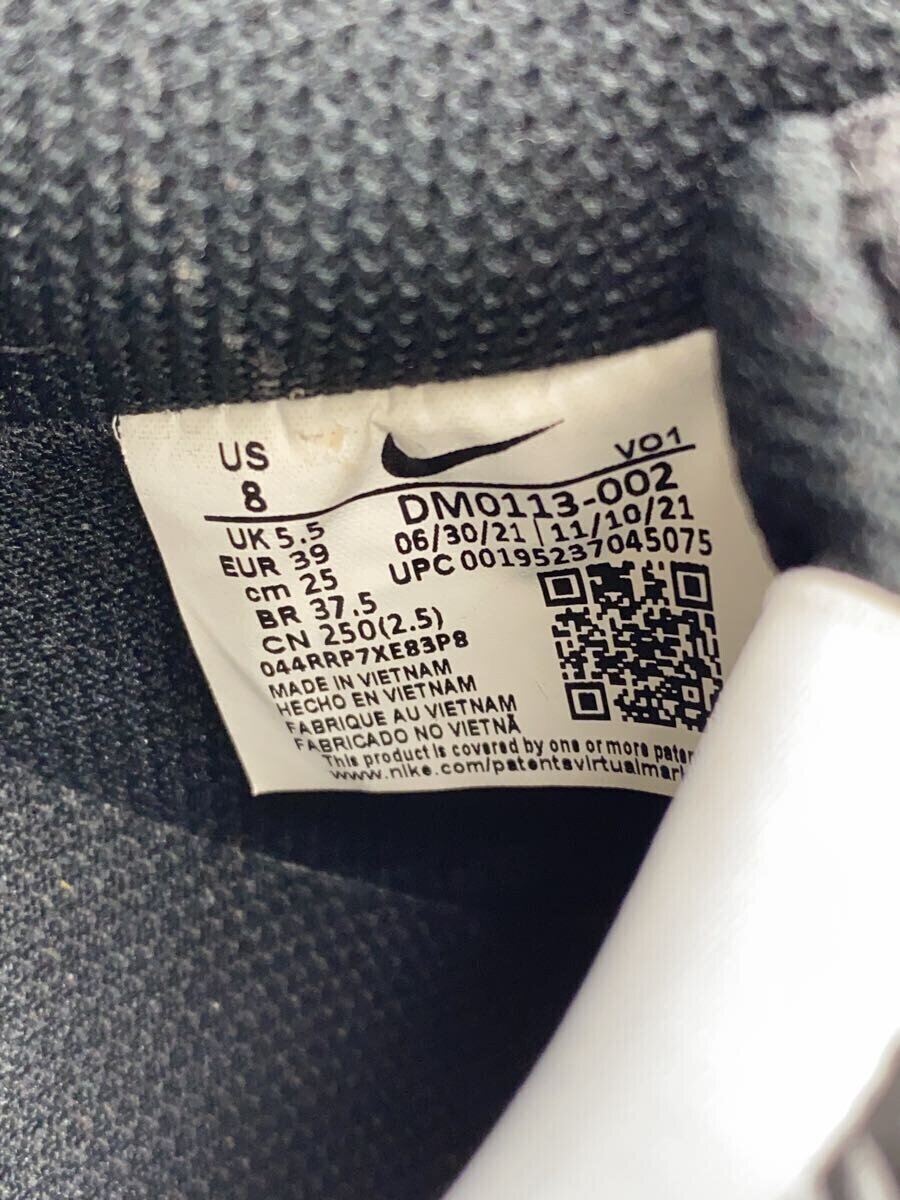 US
8
VO1
DM0113-002
UK 5.5
06/30/21 | 11/10/21
EUR 39
UPC 00195237045075
cm 25
BR 37.5
CN 250(2.5)
044RRP7XE83P8
MADE IN VIETNAM
HECHO EN VIETNAM
FABRIQUE AU VIETNAM
FABRICADO NO VIETNÃ
This product is covered by one or more
www.nike.com/patents